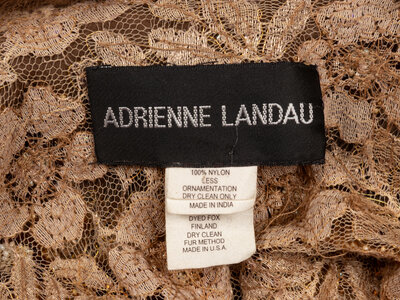 ADRIENNE LANDAU
100% NYLON
LESS
ORNAMENTATION
DRY CLEAN ONLY
MADE IN INDIA
DYED FOX
FINLAND
DRY CLEAN
FUR METHOD
MADE IN U.S.A.